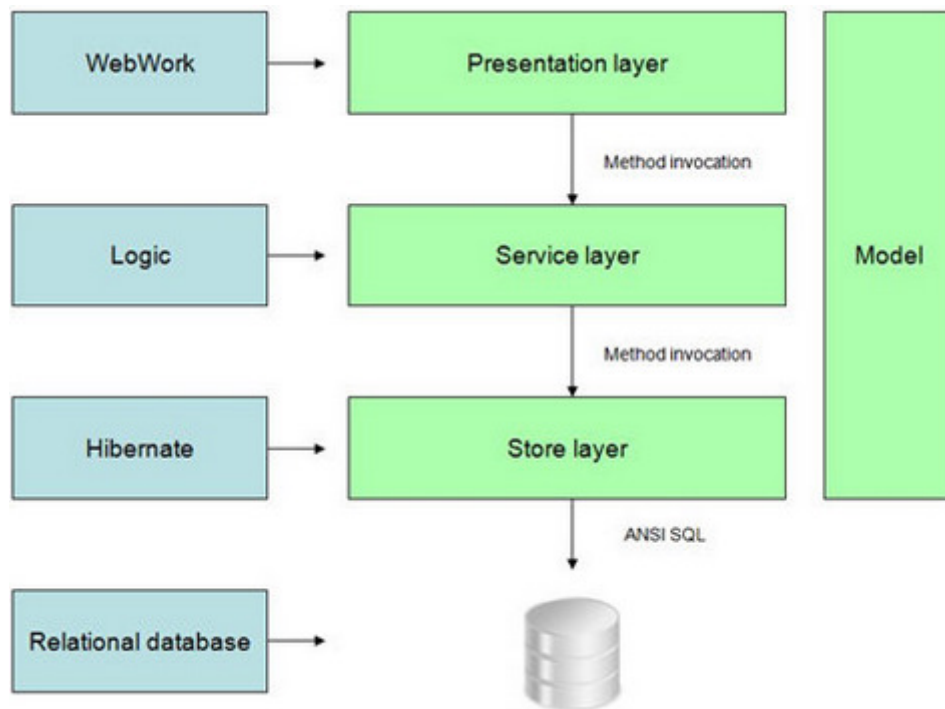 WebWork
Presentation layer
Method invocation
Logic
Service layer
Model
Method invocation
Hibernate
Store layer
ANSI SQL
Relational database